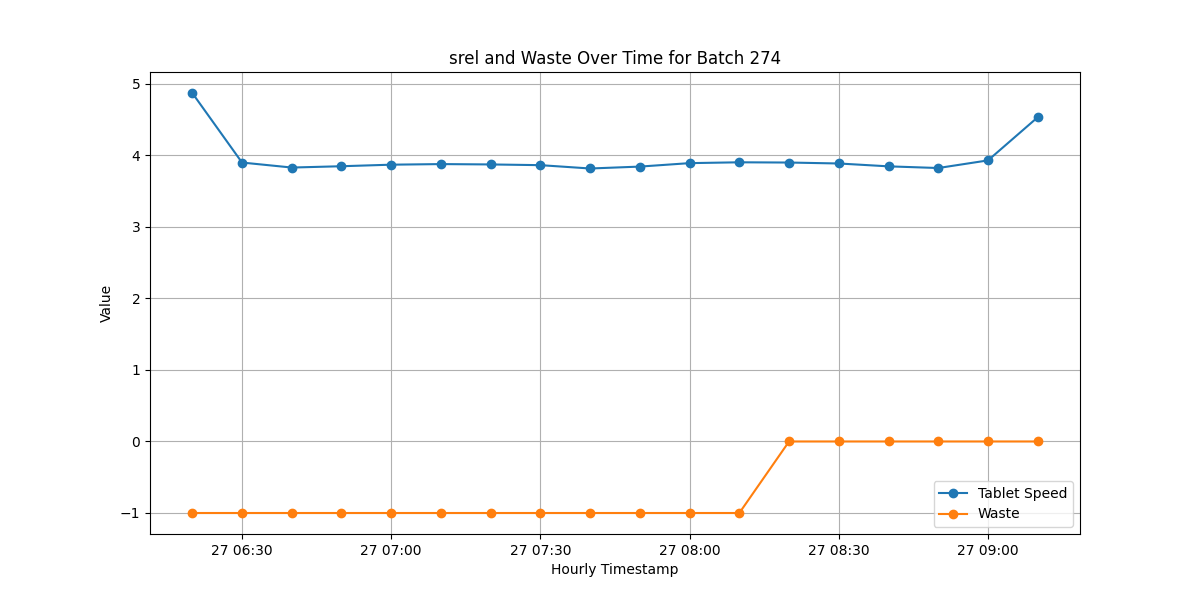 srel and Waste Over Time for Batch 274
5
4
3
2
1
0
−1
Value
27 06:30 27 07:00 27 07:30 27 08:00 27 08:30 27 09:00
Hourly Timestamp
Tablet Speed
Waste